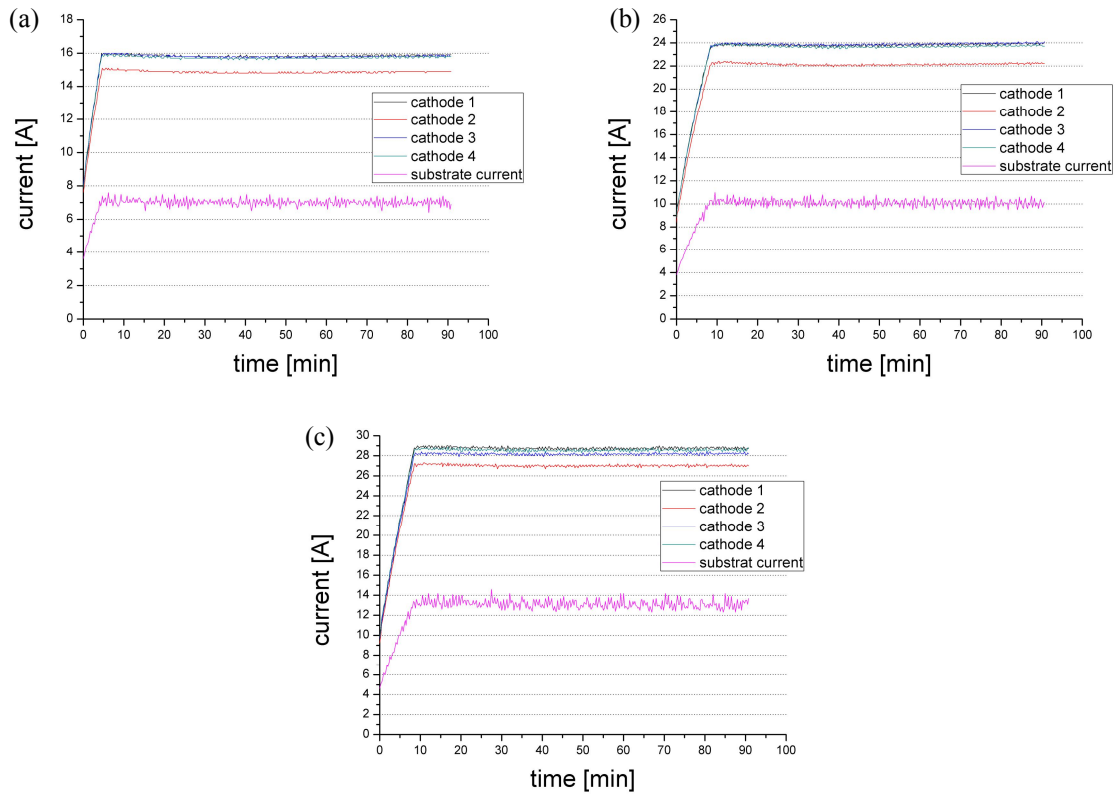 (a)
18
16
14
12
10
8
6
4
2
0
current [A]
0 10 20 30 40 50 60 70 80 90 100
time [min]
cathode 1
cathode 2
cathode 3
cathode 4
substrate current
(b)
26
24
22
20
18
16
14
12
10
8
6
4
2
0
current [A]
0 10 20 30 40 50 60 70 80 90 100
time [min]
cathode 1
cathode 2
cathode 3
cathode 4
substrate current
(c)
30
28
26
24
22
20
18
16
14
12
10
8
6
4
2
0
current [A]
0 10 20 30 40 50 60 70 80 90 100
time [min]
cathode 1
cathode 2
cathode 3
cathode 4
substrat current